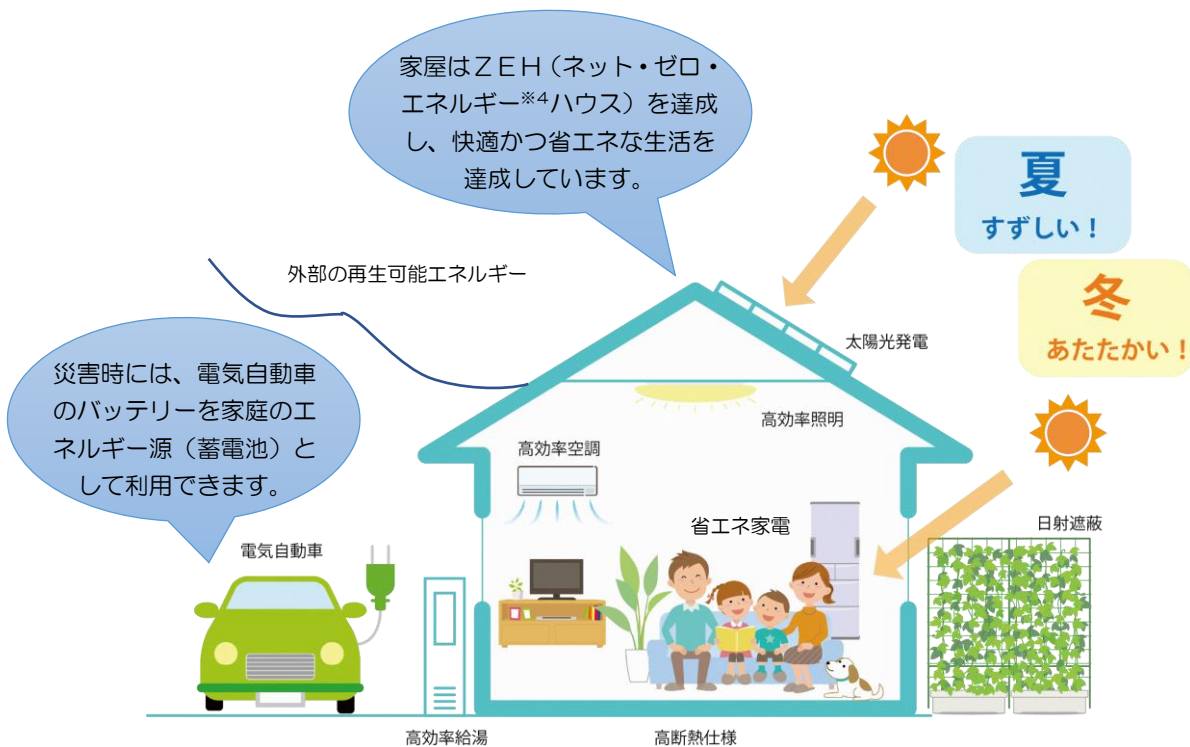 家屋はＺＥＨ（ネット・ゼロ・
エネルギー※4ハウス）を達成
し、快適かつ省エネな生活を
達成しています。
夏
すずしい！
外部の再生可能エネルギー
冬
あたたかい！
太陽光発電
災害時には、電気自動車
のバッテリーを家庭のエ
ネルギー源（蓄電池）と
して利用できます。
高効率照明
高効率空調
省エネ家電
日射遮蔽
電気自動車
高効率給湯
高断熱仕様